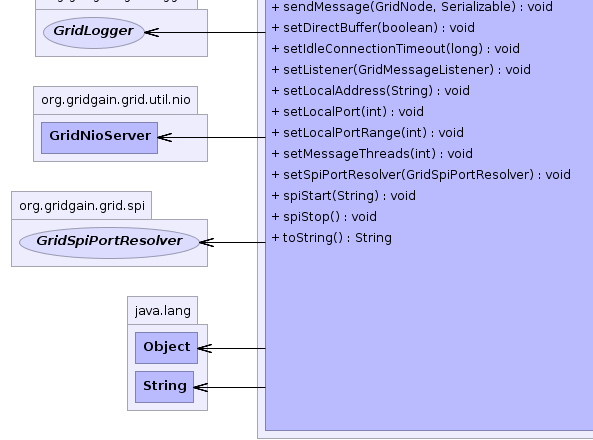 GridLogger
org.gridgain.grid.util.nio
GridNioServer
org.gridgain.grid.spi
GridSpiPortResolver
java.lang
Object
String
+ sendMessage(GridNode, Serializable) : void
+ setDirectBuffer(boolean) : void
+ setIdleConnectionTimeout(long) : void
+ setListener(GridMessageListener) : void
+ setLocalAddress(String) : void
+ setLocalPort(int) : void
+ setLocalPortRange(int) : void
+ setMessageThreads(int) : void
+ setSpiPortResolver(GridSpiPortResolver) : void
+ spiStart(String) : void
+ spiStop() : void
+ toString() : String